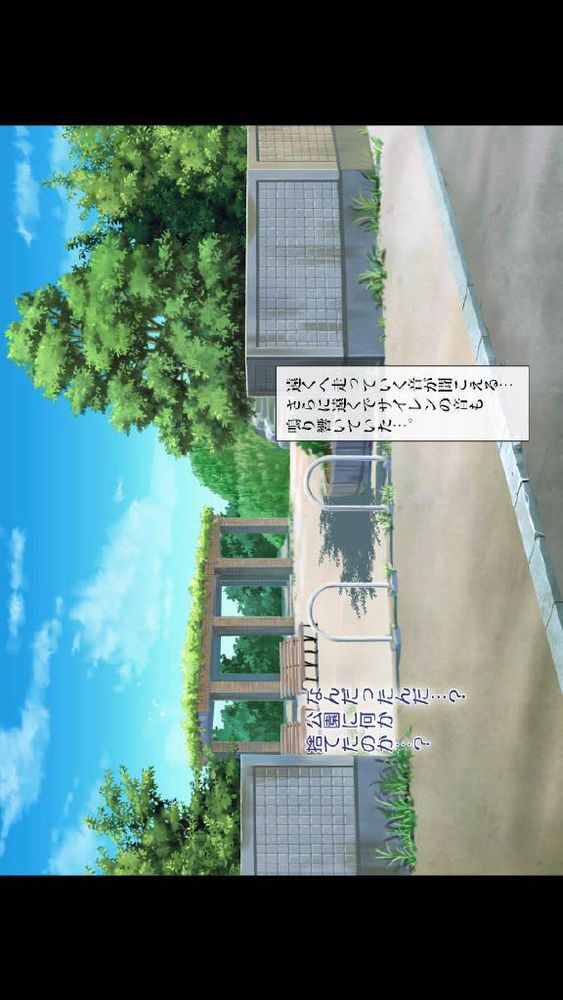 遠くへ走っていく音が聞こえる…
さらに遠くでサイレンの音も
鳴り響いていた…。
なんだったんだ…？
公園に何か
捨てたのか…？